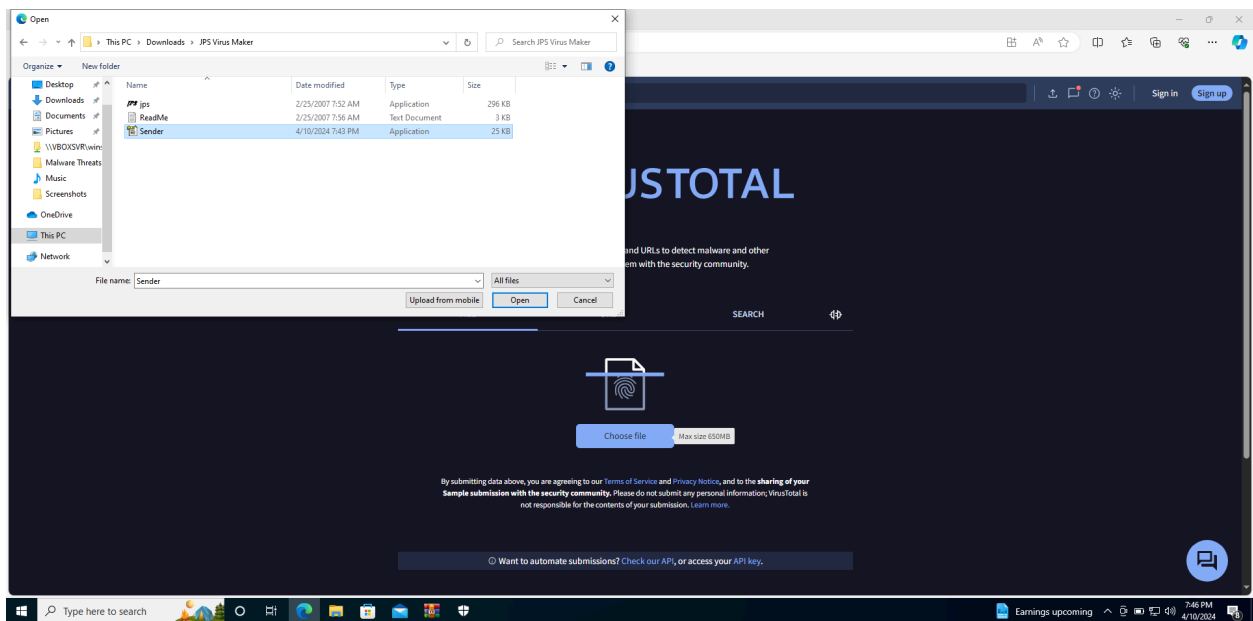 Open
This PC › Downloads › JPS Virus Maker
Search JPS Virus Maker
Organize
New folder
Desktop
Downloads
Documents
Pictures
\\VBOXSVR\win
Malware Threats
Music
Screenshots
OneDrive
This PC
Network
Name Date modified Type Size
jps 2/25/2007 7:52 AM Application 296 KB
ReadMe 2/25/2007 7:56 AM Text Document 3 KB
Sender 4/10/2024 7:43 PM Application 25 KB
File name: Sender All files
Upload from mobile Open Cancel
Sign in Sign up
USTOTAL
and URLs to detect malware and other
em with the security community.
SEARCH
Choose file Max size 650MB
By submitting data above, you are agreeing to our Terms of Service and Privacy Notice, and to the sharing of your
Sample submission with the security community. Please do not submit any personal information; VirusTotal is
not responsible for the contents of your submission. Learn more.
Want to automate submissions? Check our API, or access your API key.
Type here to search
Earnings upcoming
7:46 PM
4/10/2024